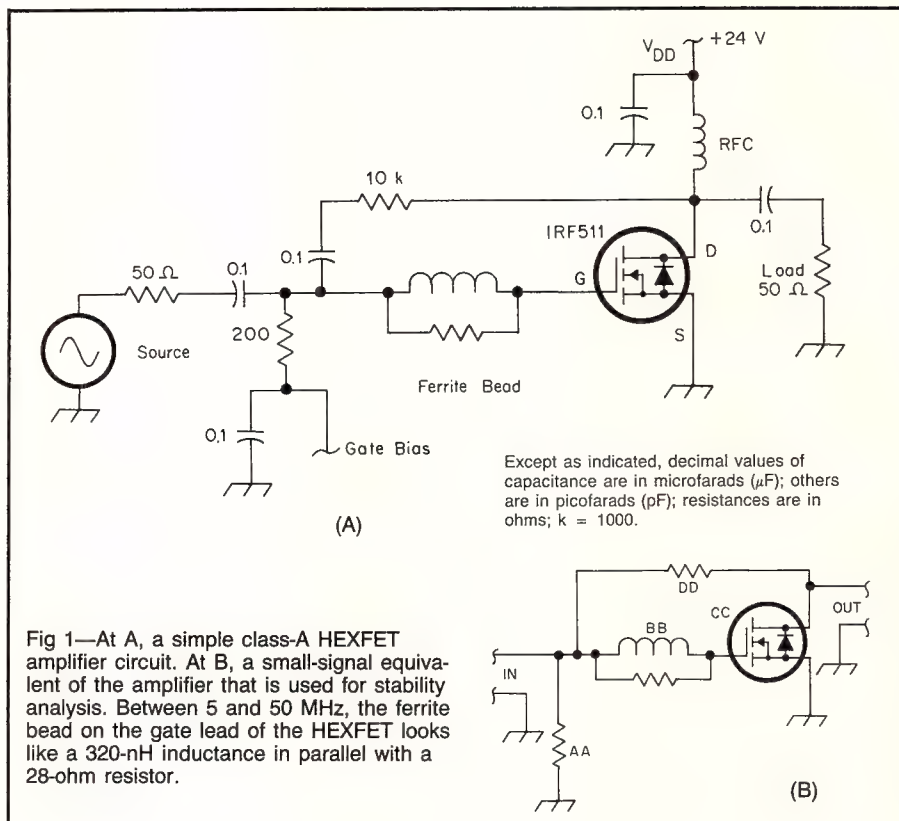 V_DD +24 V
0.1
RFC
10 k
0.1
IRF511
D
0.1
50 Ω
0.1
G
Load
50 Ω
S
Source
200
Ferrite Bead
0.1
Gate Bias
(A)
Except as indicated, decimal values of
capacitance are in microfarads (μF); others
are in picofarads (pF); resistances are in
ohms; k = 1000.
DD
CC
BB
OUT
IN
AA
(B)
Fig 1—At A, a simple class-A HEXFET
amplifier circuit. At B, a small-signal equiva-
lent of the amplifier that is used for stability
analysis. Between 5 and 50 MHz, the ferrite
bead on the gate lead of the HEXFET looks
like a 320-nH inductance in parallel with a
28-ohm resistor.